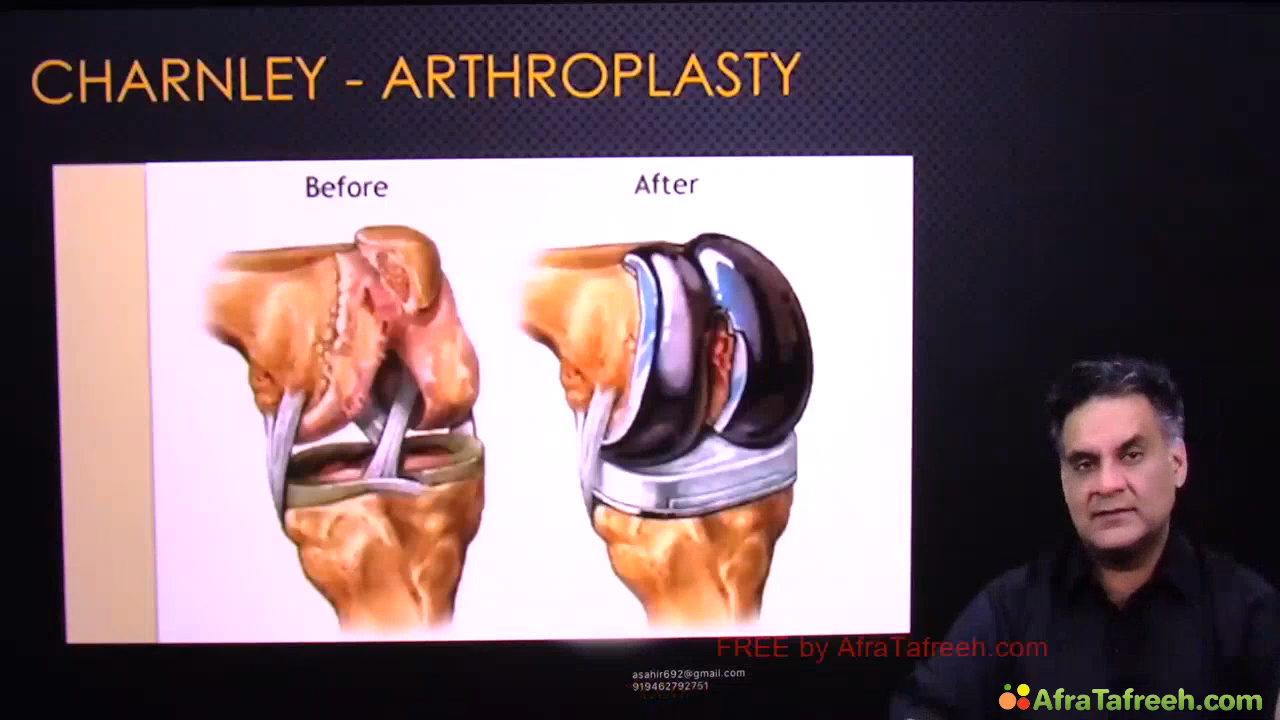 CHARNLEY - ARTHROPLASTY
Before
After
FREE by AfraTafreeh.com
asahir692@gmail.com
919462792751
AfraTafreeh.com